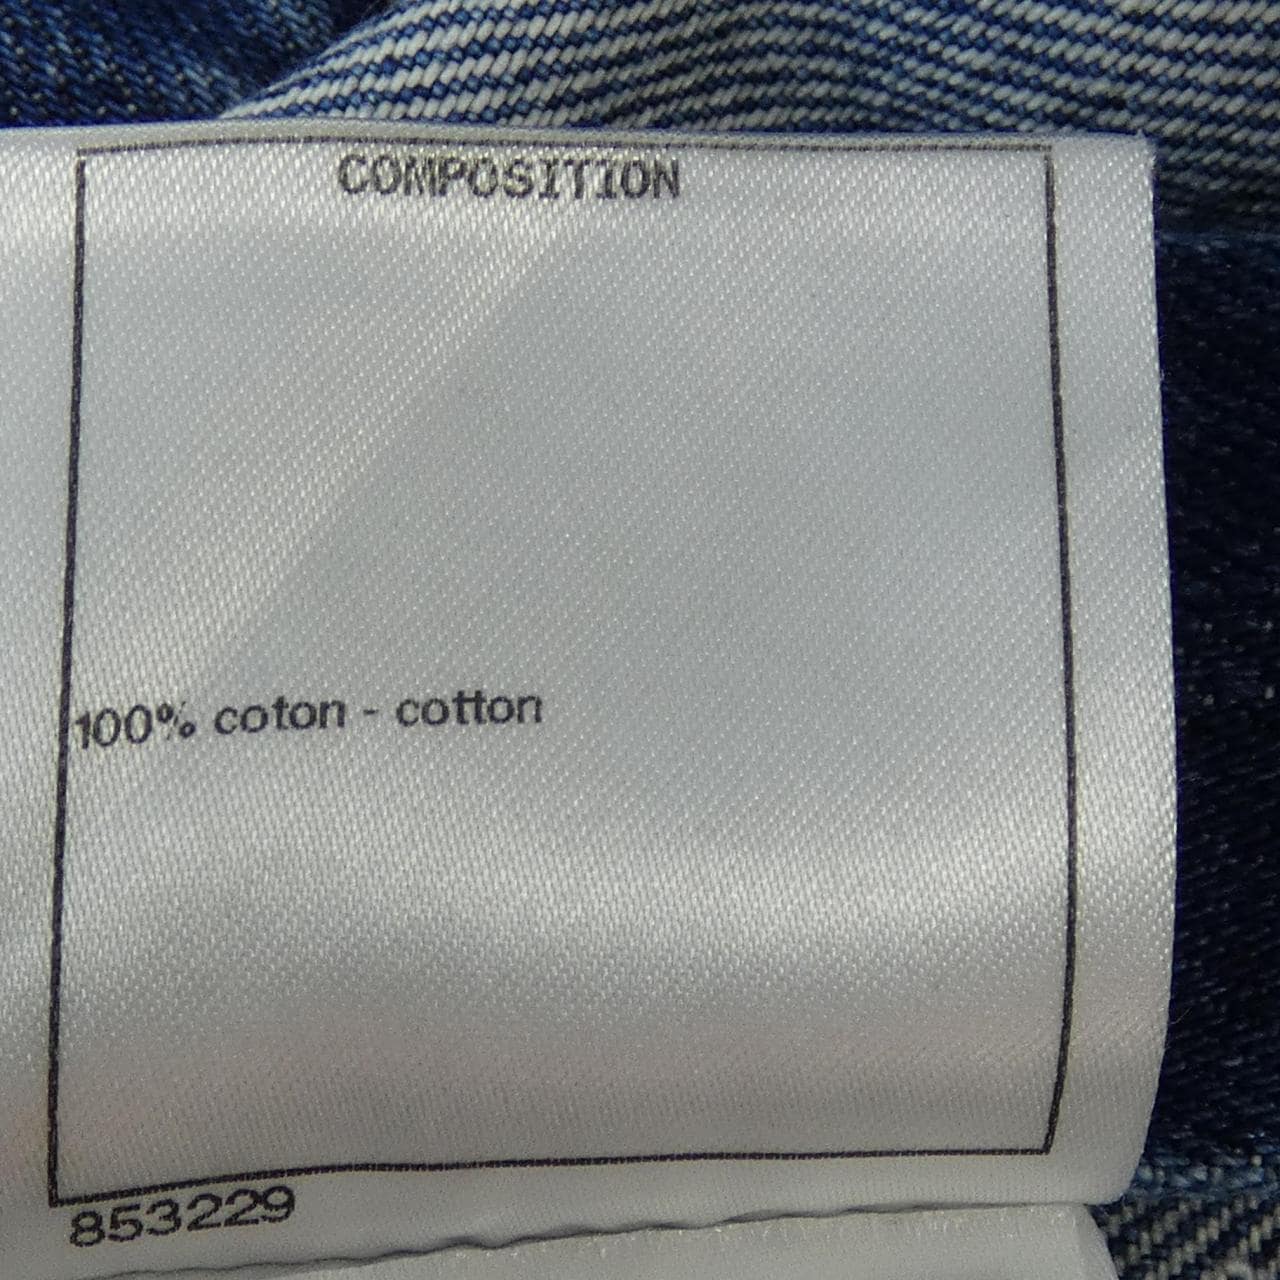 COMPOSITION
100% coton - cotton
853229